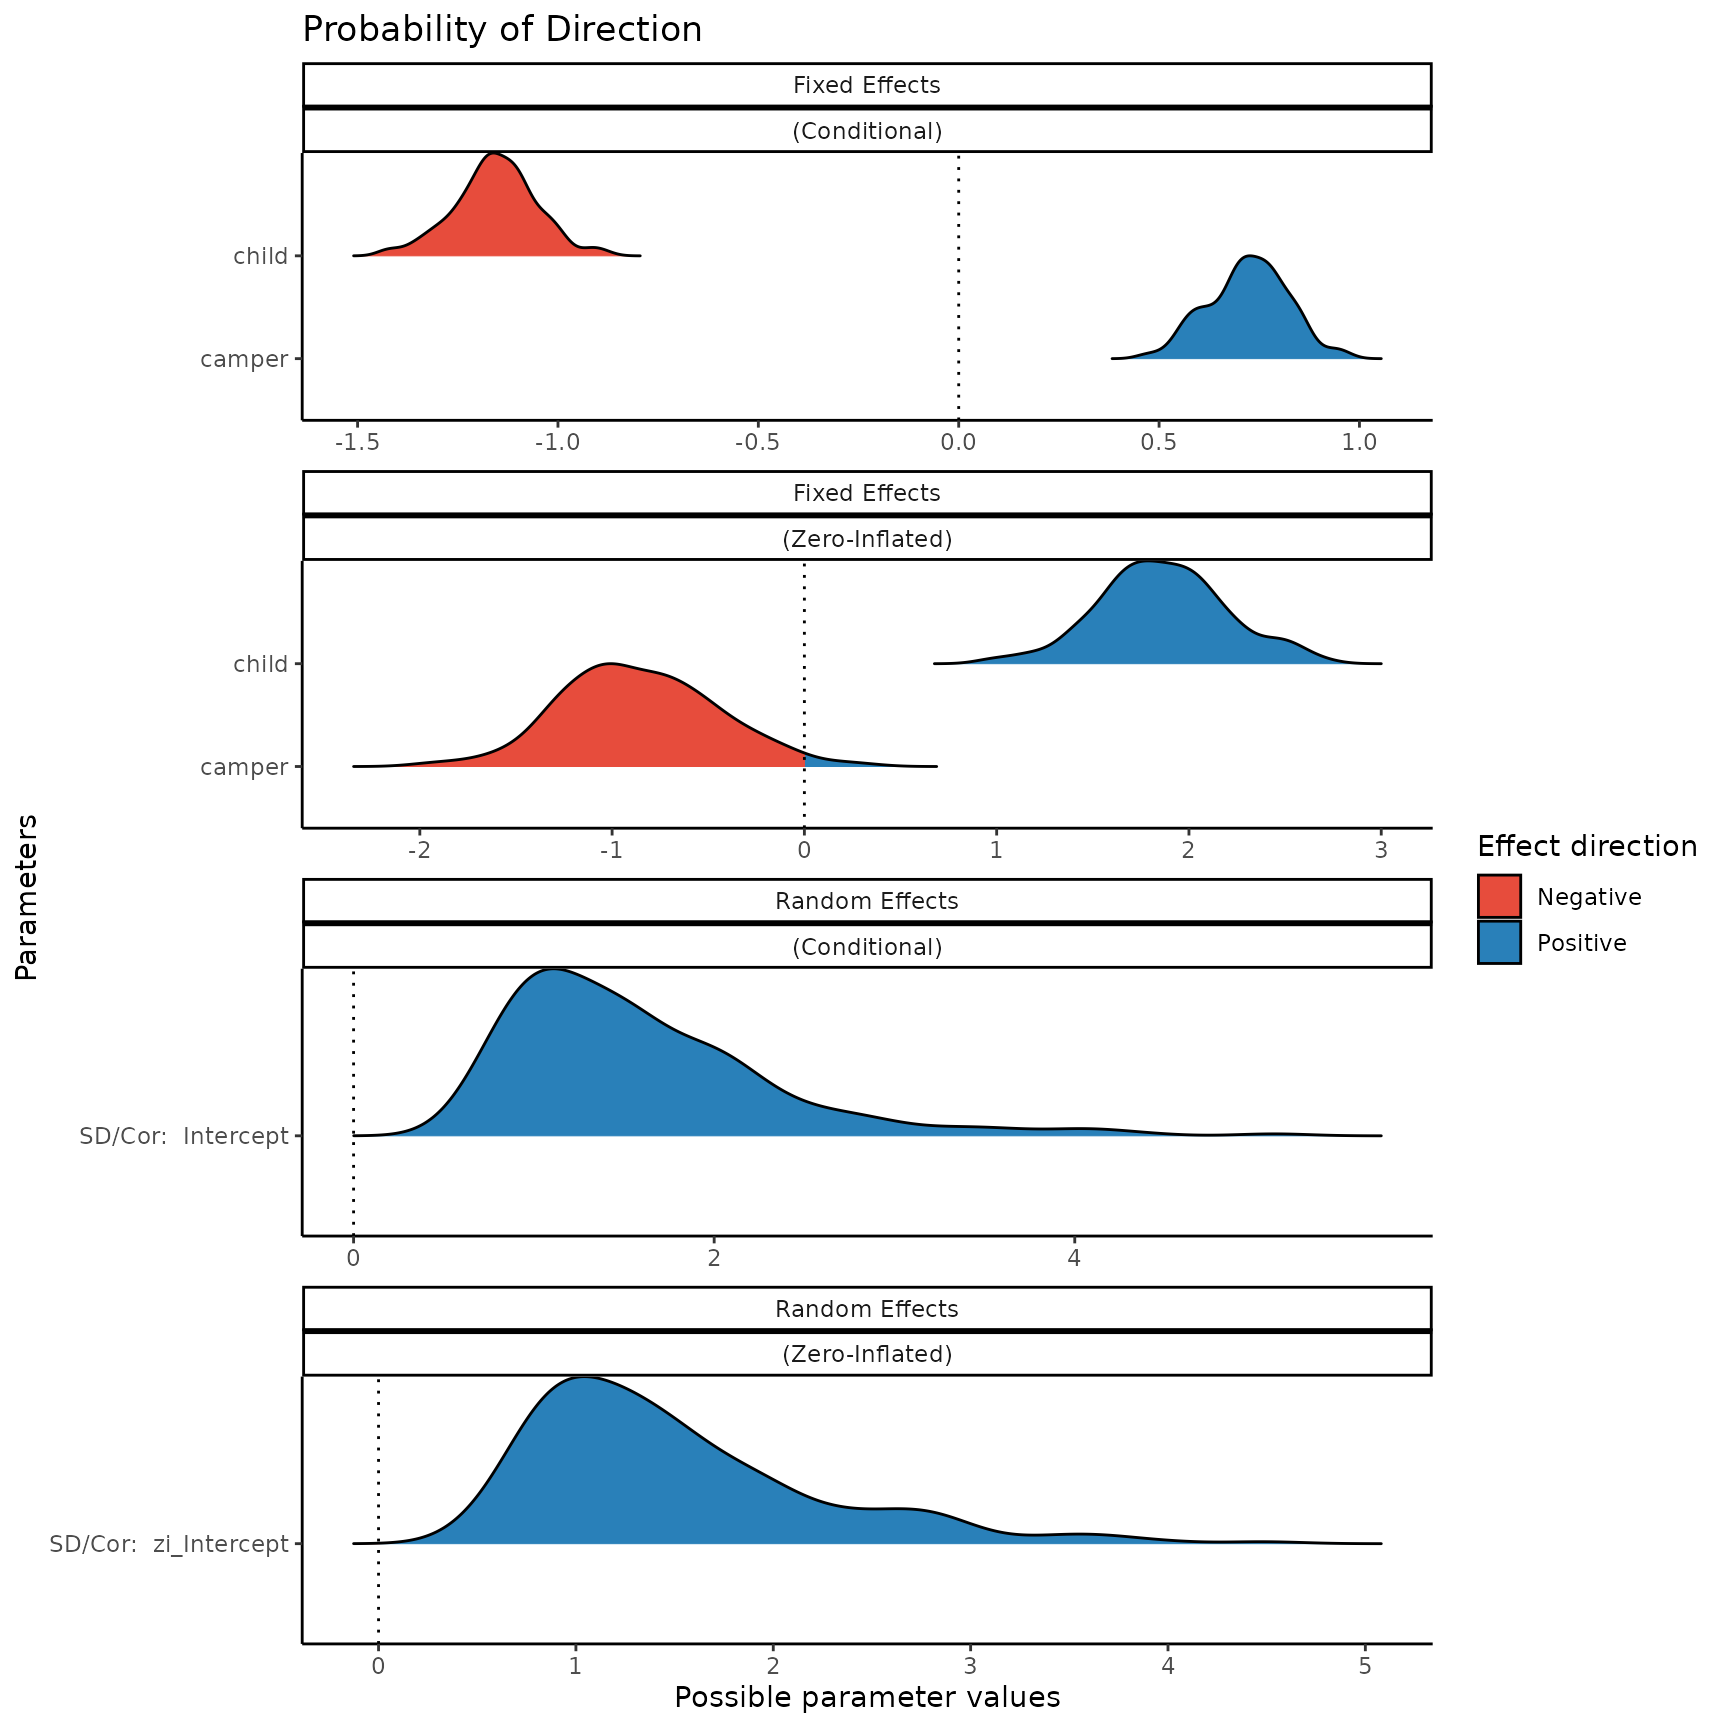 Probability of Direction
Fixed Effects
(Conditional)
child
camper
-1.5 -1.0 -0.5 0.0 0.5 1.0
Fixed Effects
(Zero-Inflated)
child
camper
-2 -1 0 1 2 3
Parameters
Effect direction
Negative
Positive
Random Effects
(Conditional)
SD/Cor:  Intercept
0 2 4
Random Effects
(Zero-Inflated)
SD/Cor:  zi_Intercept
0 1 2 3 4 5
Possible parameter values